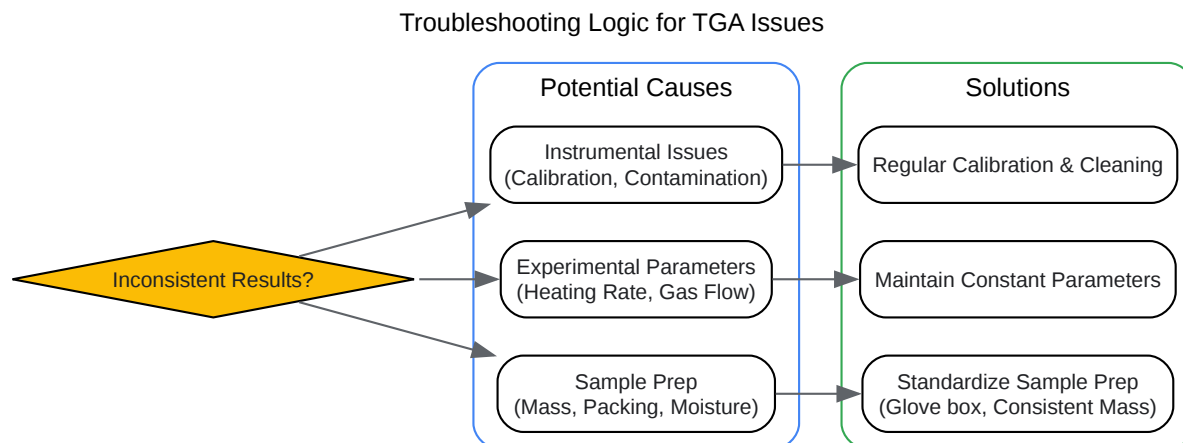 Troubleshooting Logic for TGA Issues
Potential Causes
Solutions
Instrumental Issues
(Calibration, Contamination)
Regular Calibration & Cleaning
Inconsistent Results?
Experimental Parameters
(Heating Rate, Gas Flow)
Maintain Constant Parameters
Sample Prep
(Mass, Packing, Moisture)
Standardize Sample Prep
(Glove box, Consistent Mass)